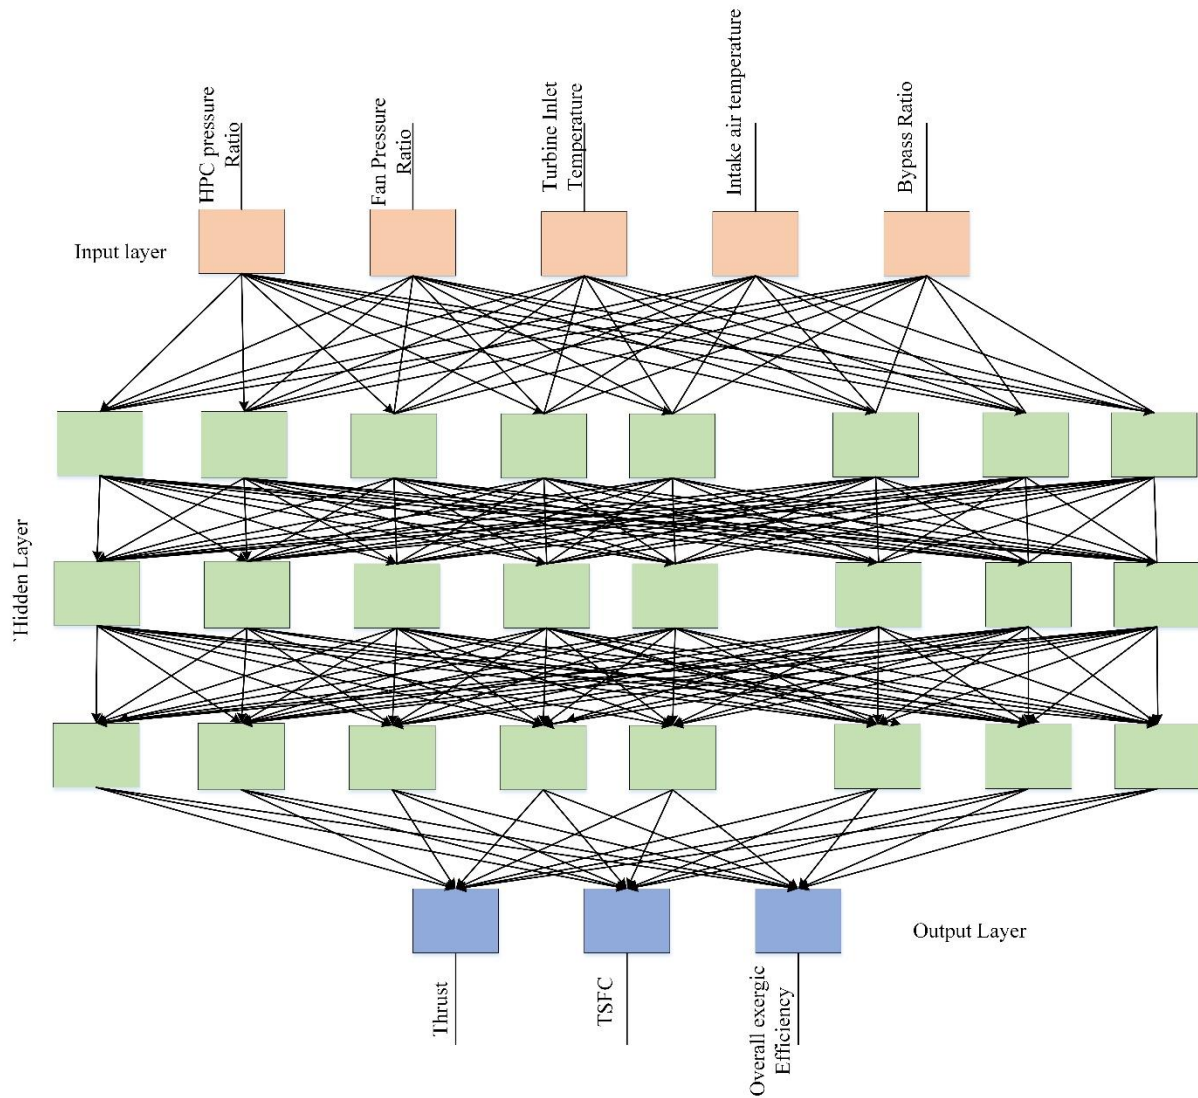 HPC pressure
Ratio
Fan Pressure
Ratio
Turbine Inlet
Temperature
Intake air temperature
Bypass Ratio
Input layer
`Hidden Layer
Output Layer
Thrust
TSFC
Overall exergic
Efficiency